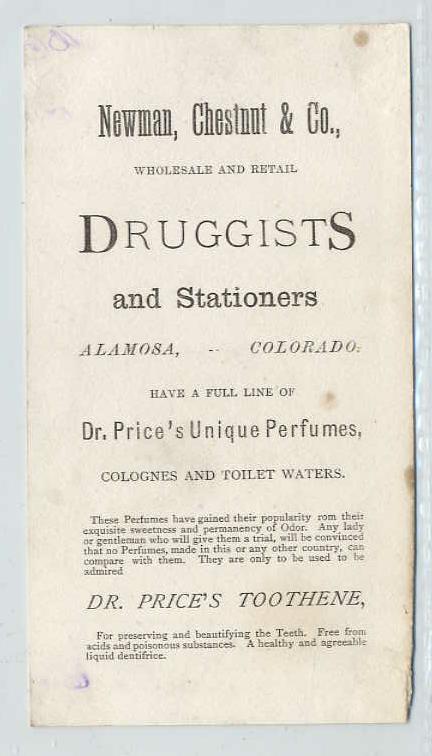 Newman, Chestnut & Co.,
WHOLESALE AND RETAIL
DRUGGISTS
and Stationers
ALAMOSA, -- COLORADO.
HAVE A FULL LINE OF
Dr. Price's Unique Perfumes,
COLOGNES AND TOILET WATERS.
These Perfumes have gained their popularity rom their
exquisite sweetness and permanency of Odor. Any lady
or gentleman who will give them a trial, will be convinced
that no Perfumes, made in this or any other country, can
compare with them. They are only to be used to be
admired
DR. PRICE'S TOOTHENE,
For preserving and beautifying the Teeth. Free from
acids and poisonous substances. A healthy and agreeable
liquid dentifrice.